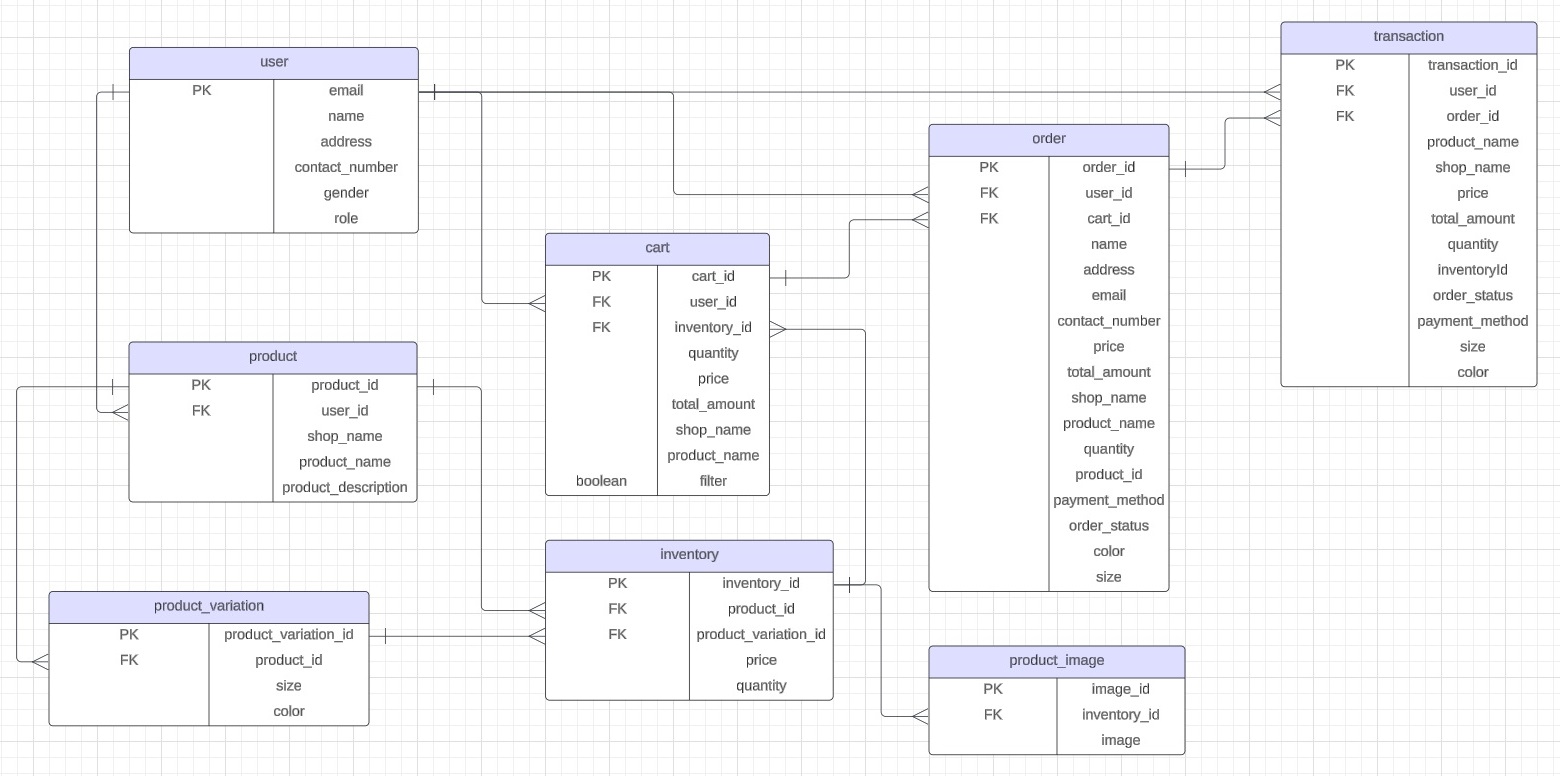 user
PK email
name
address
contact_number
gender
role
product
PK product_id
FK user_id
shop_name
product_name
product_description
product_variation
PK product_variation_id
FK product_id
size
color
cart
PK cart_id
FK user_id
FK inventory_id
quantity
price
total_amount
shop_name
product_name
boolean filter
inventory
PK inventory_id
FK product_id
FK product_variation_id
price
quantity
order
PK order_id
FK user_id
FK cart_id
name
address
email
contact_number
price
total_amount
shop_name
product_name
quantity
product_id
payment_method
order_status
color
size
product_image
PK image_id
FK inventory_id
image
transaction
PK transaction_id
FK user_id
FK order_id
product_name
shop_name
price
total_amount
quantity
inventoryId
order_status
payment_method
size
color